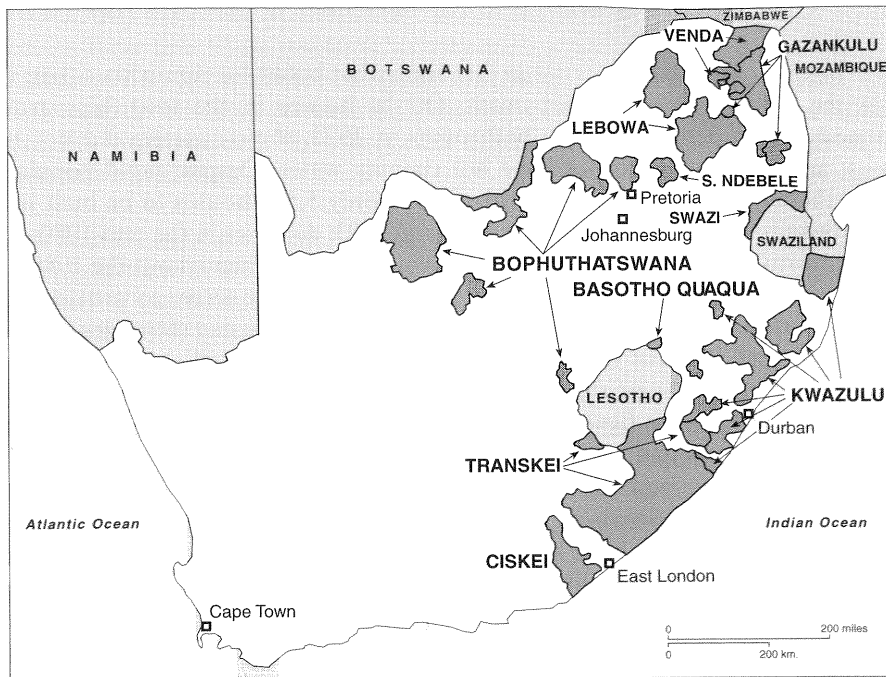 ZIMBABWE
VENDA
GAZANKULU
BOTSWANA
MOZAMBIQUE
LEBOWA
NAMIBIA
S. NDEBELE
Pretoria
SWAZI
Johannesburg
SWAZILAND
BOPHUTHATSWANA
BASOTHO QUAQUA
LESOTHO
KWAZULU
Durban
TRANSKEI
Atlantic Ocean
Indian Ocean
CISKEI
East London
Cape Town
0 200 miles
0 200 km.